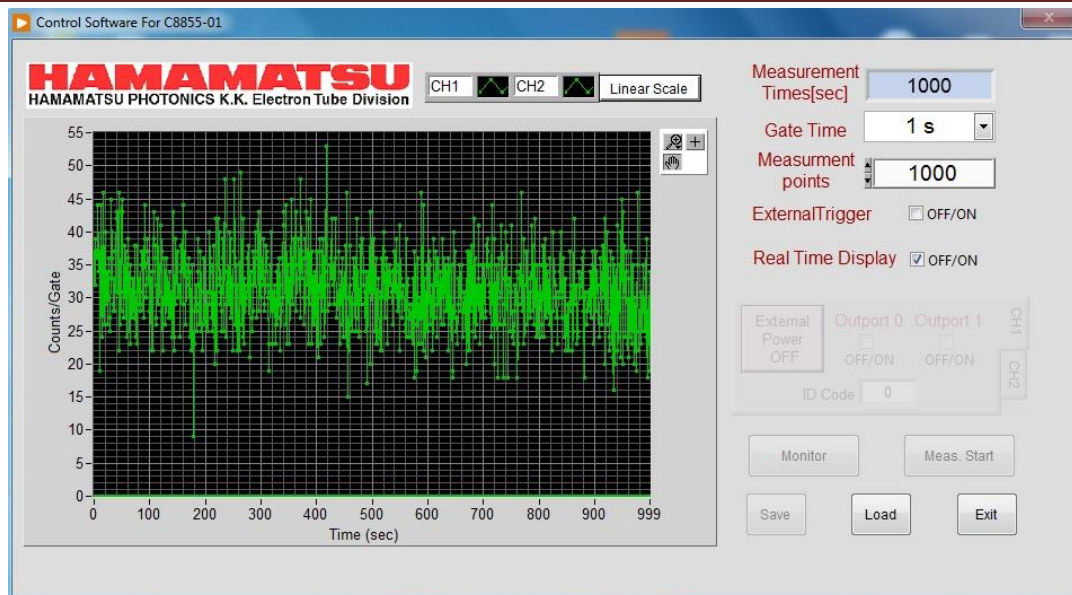 Control Software For C8855-01
HAMAMATSU
HAMAMATSU PHOTONICS K.K. Electron Tube Division
CH1
CH2
Linear Scale
Measurement
Times[sec]
1000
Gate Time
1 s
Measurment
points
1000
ExternalTrigger
OFF/ON
Real Time Display
OFF/ON
Counts/Gate
55
50
45
40
35
30
25
20
15
10
5
0
0 100 200 300 400 500 600 700 800 900 999
Time (sec)
External
Power
OFF
Outport 0
OFF/ON
Outport 1
OFF/ON
ID Code
0
CH1
CH2
Monitor
Meas. Start
Save
Load
Exit